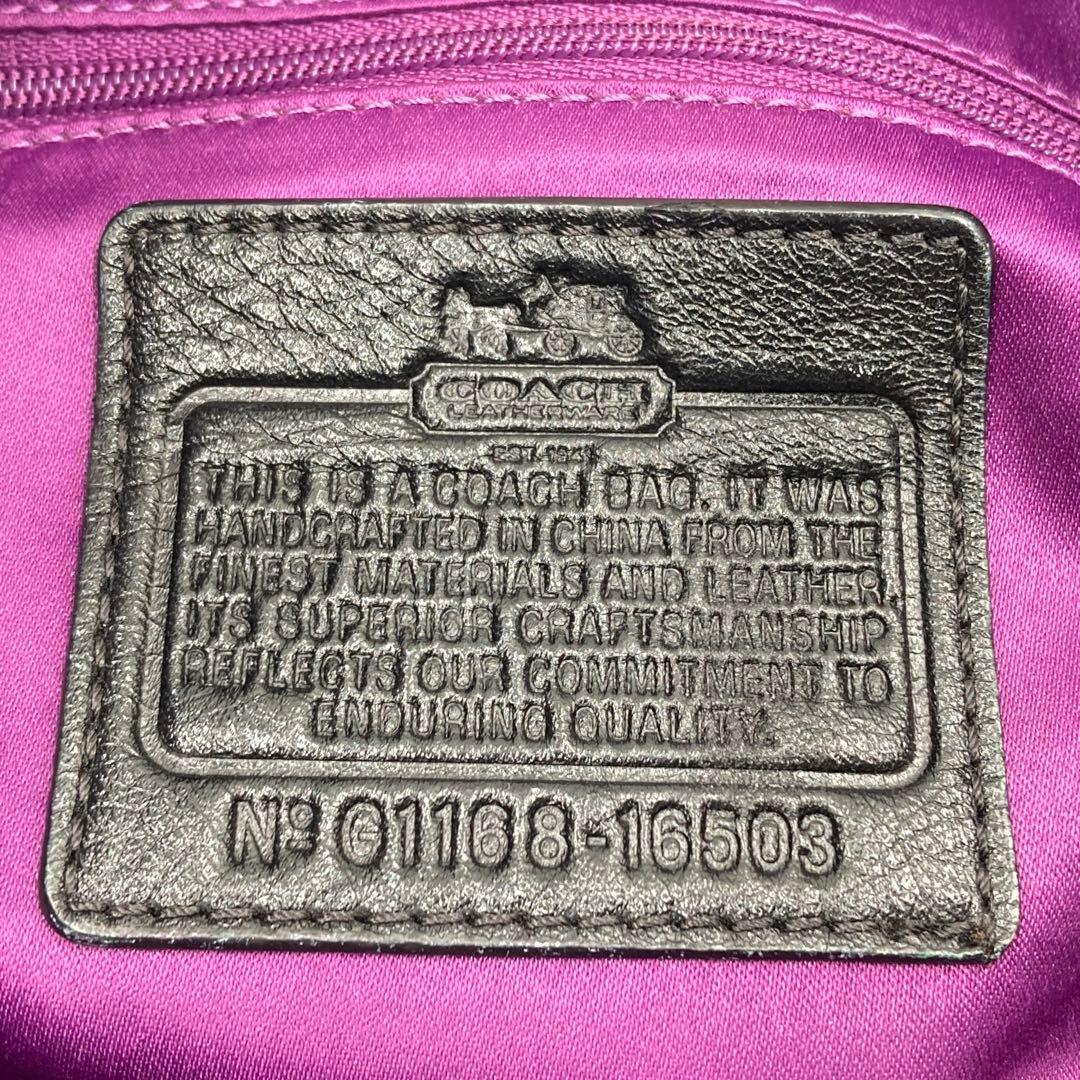 COACH
LEATHERWARE
EST. 1941
THIS IS A COACH BAG. IT WAS
HANDCRAFTED IN CHINA FROM THE
FINEST MATERIALS AND LEATHER.
ITS SUPERIOR CRAFTSMANSHIP
REFLECTS OUR COMMITMENT TO
ENDURING QUALITY.
Nº G1168-16503